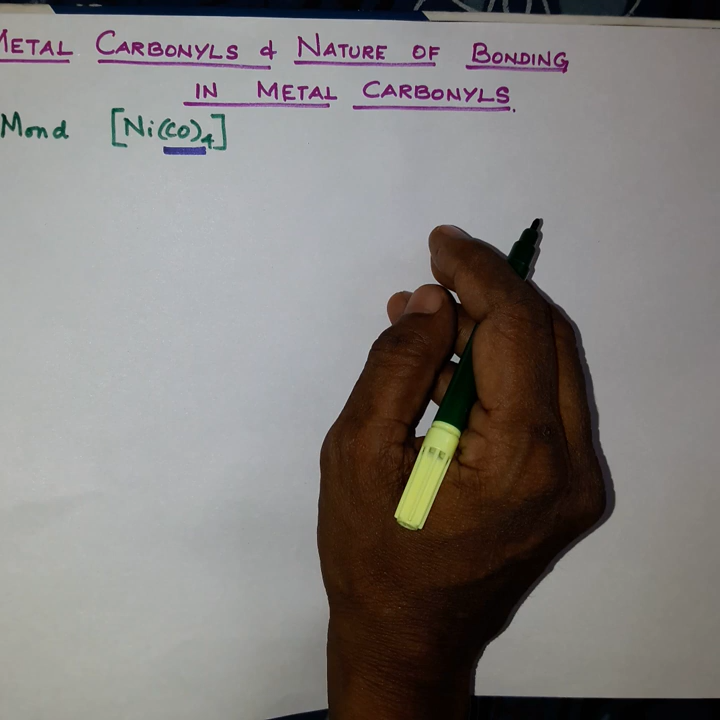 METAL CARBONYLS & NATURE OF BONDING
IN METAL CARBONYLS.
Mond [Ni(CO)4]